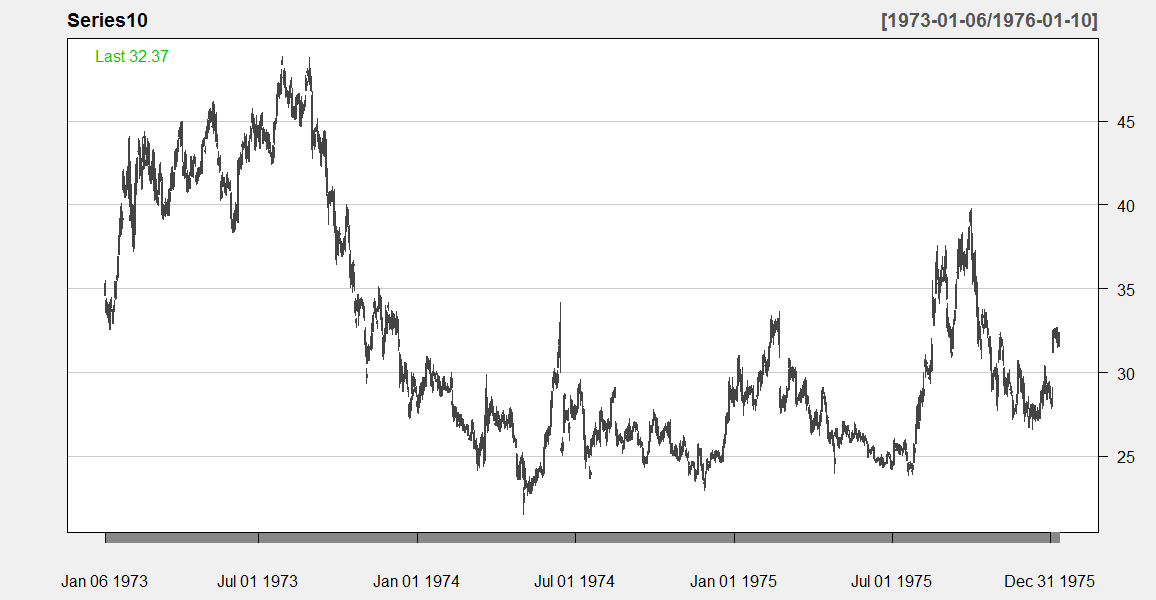 Series10 [1973-01-06/1976-01-10]
Last 32.37
45
40
35
30
25
Jan 06 1973 Jul 01 1973 Jan 01 1974 Jul 01 1974 Jan 01 1975 Jul 01 1975 Dec 31 1975